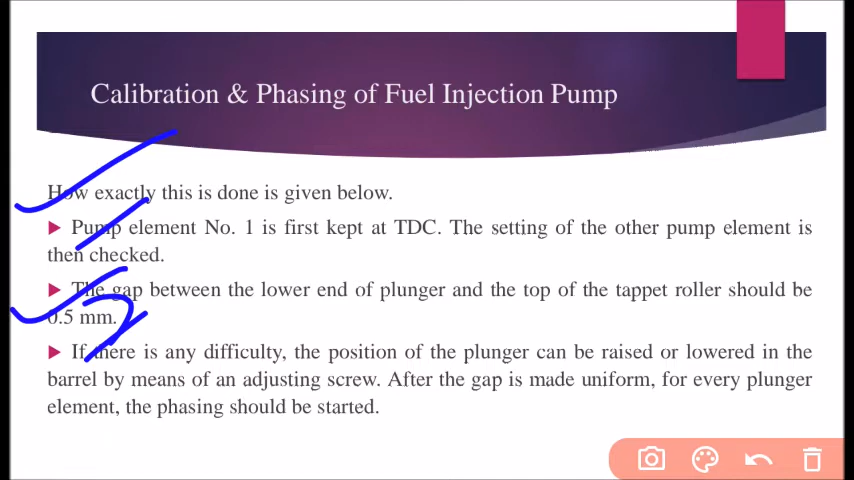 Calibration & Phasing of Fuel Injection Pump
How exactly this is done is given below.
Pump element No. 1 is first kept at TDC. The setting of the other pump element is
then checked.
The gap between the lower end of plunger and the top of the tappet roller should be
0.5 mm.
If there is any difficulty, the position of the plunger can be raised or lowered in the
barrel by means of an adjusting screw. After the gap is made uniform, for every plunger
element, the phasing should be started.